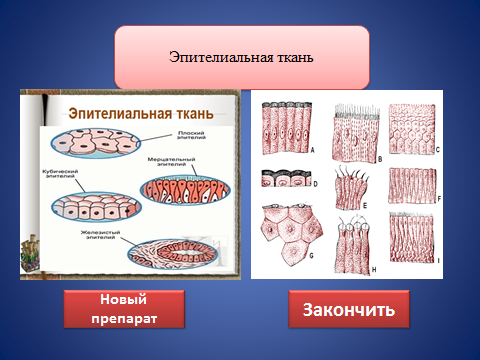 Эпителиальная ткань
Эпителиальная ткань
Плоский
эпителий
Мерцательный
эпителий
Кубический
эпителий
Железистый
эпителий
A
B
C
D
E
F
G
H
I
Новый
препарат
Закончить